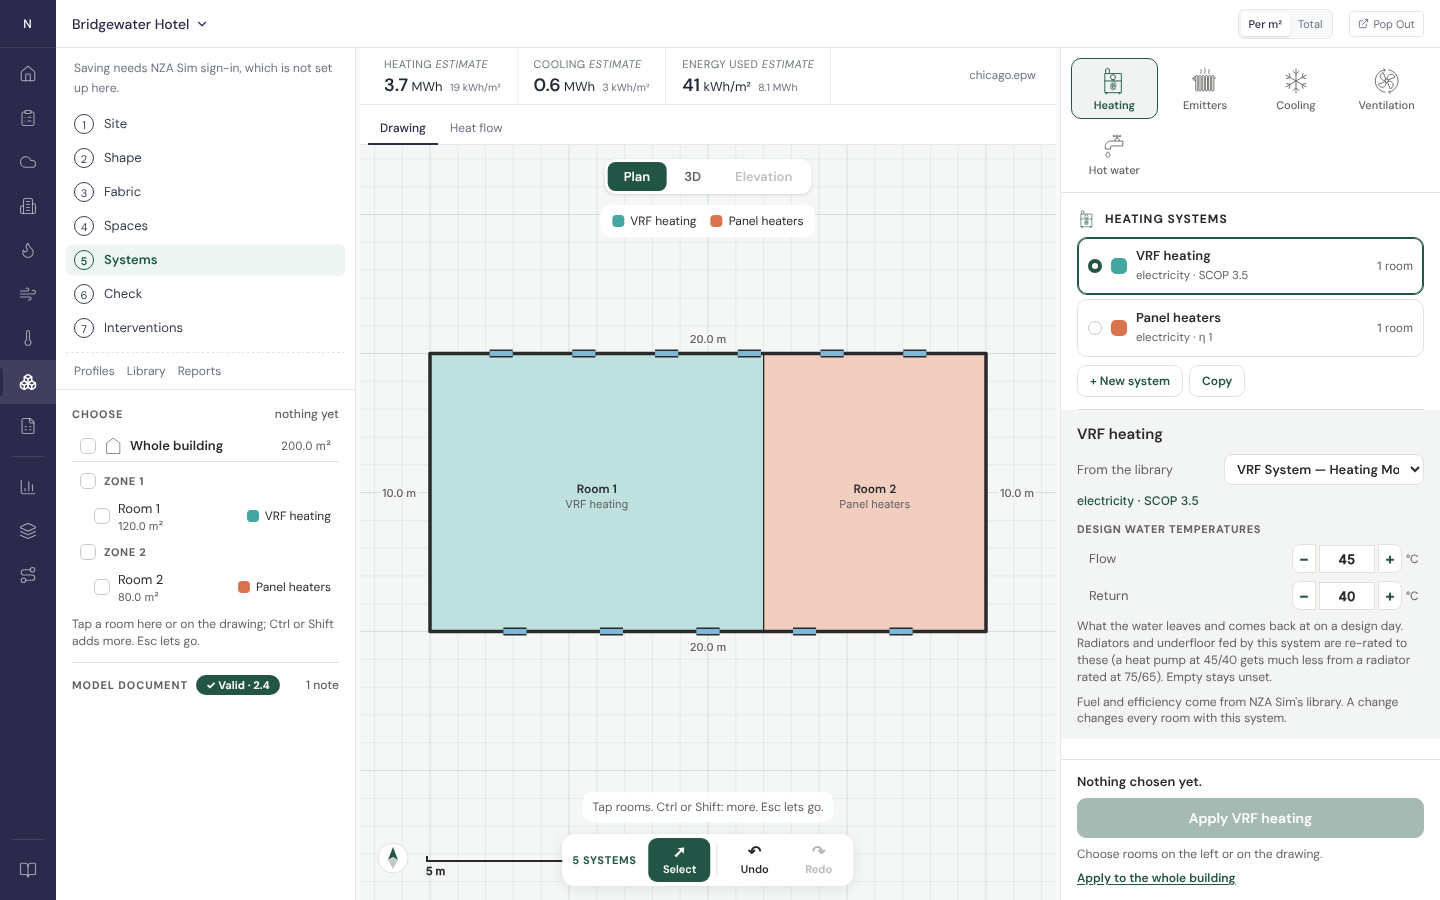 N
Bridgewater Hotel
Per m²
Total
Pop Out
Saving needs NZA Sim sign-in, which is not set
up here.
1 Site
2 Shape
3 Fabric
4 Spaces
5 Systems
6 Check
7 Interventions
Profiles Library Reports
CHOOSE nothing yet
Whole building 200.0 m²
ZONE 1
Room 1
120.0 m²
VRF heating
ZONE 2
Room 2
80.0 m²
Panel heaters
Tap a room here or on the drawing; Ctrl or Shift
adds more. Esc lets go.
MODEL DOCUMENT ✓ Valid · 2.4 1 note
HEATING ESTIMATE
3.7 MWh 19 kWh/m²
COOLING ESTIMATE
0.6 MWh 3 kWh/m²
ENERGY USED ESTIMATE
41 kWh/m² 8.1 MWh
chicago.epw
Drawing Heat flow
Plan 3D Elevation
VRF heating Panel heaters
20.0 m
10.0 m
Room 1
VRF heating
Room 2
Panel heaters
10.0 m
20.0 m
Tap rooms. Ctrl or Shift: more. Esc lets go.
5 m
5 SYSTEMS
Select
Undo
Redo
Heating
Emitters
Cooling
Ventilation
Hot water
HEATING SYSTEMS
VRF heating
electricity · SCOP 3.5
1 room
Panel heaters
electricity · η 1
1 room
+ New system
Copy
VRF heating
From the library VRF System — Heating Mo
electricity · SCOP 3.5
DESIGN WATER TEMPERATURES
Flow − 45 + °C
Return − 40 + °C
What the water leaves and comes back at on a design day.
Radiators and underfloor fed by this system are re-rated to
these (a heat pump at 45/40 gets much less from a radiator
rated at 75/65). Empty stays unset.
Fuel and efficiency come from NZA Sim's library. A change
changes every room with this system.
Nothing chosen yet.
Apply VRF heating
Choose rooms on the left or on the drawing.
Apply to the whole building